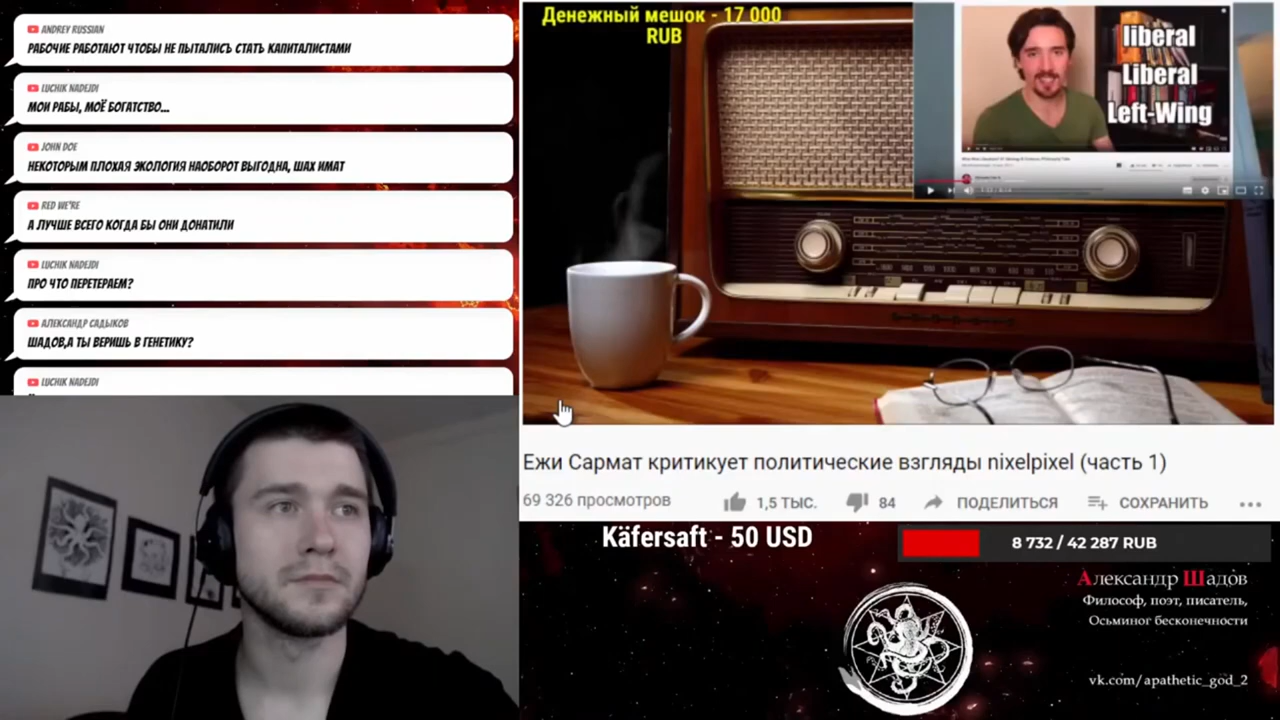 ANDREY RUSSIAN
РАБОЧИЕ РАБОТАЮТ ЧТОБЫ НЕ ПЫТАЛИСЬ СТАТЬ КАПИТАЛИСТАМИ
LUCHIK NADEJDI
МОИ РАБЫ, МОЁ БОГАТСТВО...
JOHN DOE
НЕКОТОРЫМ ПЛОХАЯ ЭКОЛОГИЯ НАОБОРОТ ВЫГОДНА, ШАХ ИМАТ
RED WE'RE
А ЛУЧШЕ ВСЕГО КОГДА БЫ ОНИ ДОНАТИЛИ
LUCHIK NADEJDI
ПРО ЧТО ПЕРЕТЕРАЕМ?
АЛЕКСАНДР САДЫКОВ
ШАДОВ,А ТЫ ВЕРИШЬ В ГЕНЕТИКУ?
LUCHIK NADEJDI
Денежный мешок - 17 000
RUB
liberal
Liberal
Left-Wing
Ежи Сармат критикует политические взгляды nixelpixel (часть 1)
69 326 просмотров
1,5 ТЫС.
84
ПОДЕЛИТЬСЯ
СОХРАНИТЬ
Käfersaft - 50 USD
8 732 / 42 287 RUB
Александр Шадов
Философ, поэт, писатель,
Осьминог бесконечности
vk.com/apathetic_god_2